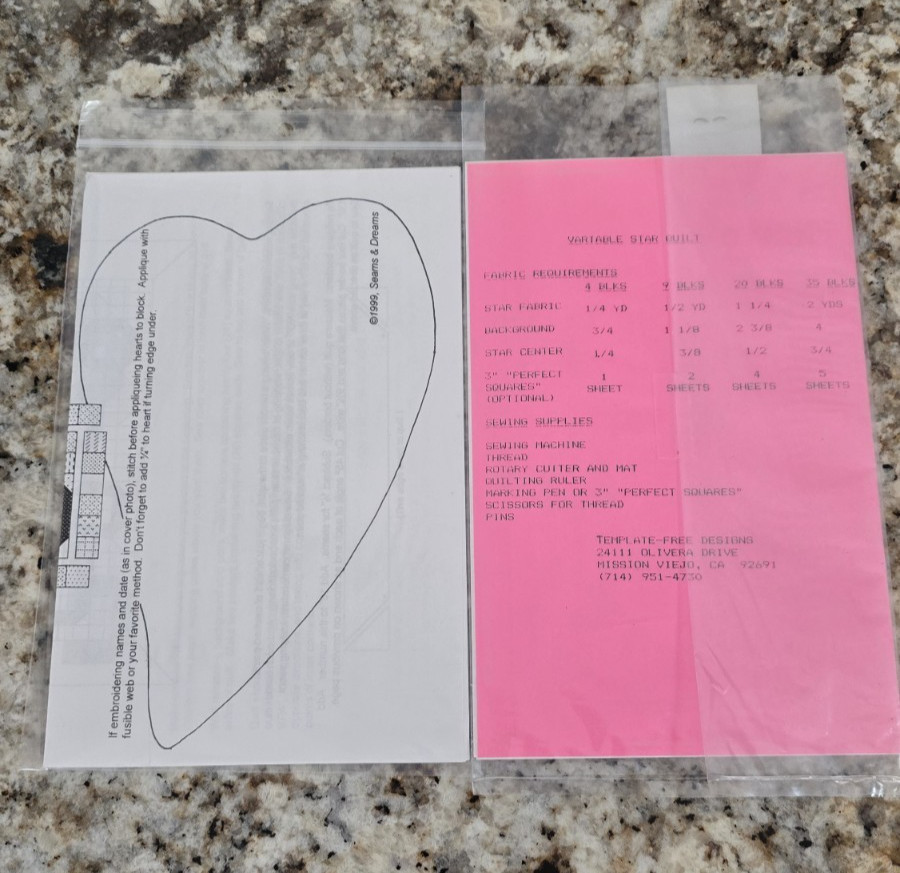 If embroidering names and date (as in cover photo), stitch before appliqueing hearts to block. Applique with
fusible web or your favorite method. Don't forget to add ¼" to heart if turning edge under.
©1999, Seams & Dreams
VARIABLE STAR QUILT
FABRIC REQUIREMENTS
4 BLKS 9 BLKS 20 BLKS 35 BLKS
STAR FABRIC 1/4 YD 1/2 YD 1 1/4 2 YDS
BACKGROUND 3/4 1 1/8 2 3/8 4
STAR CENTER 1/4 3/8 1/2 3/4
3" "PERFECT 1 2 4 5
SQUARES" SHEET SHEETS SHEETS SHEETS
(OPTIONAL)
SEWING SUPPLIES
SEWING MACHINE
THREAD
ROTARY CUTTER AND MAT
QUILTING RULER
MARKING PEN OR 3" "PERFECT SQUARES"
SCISSORS FOR THREAD
PINS
TEMPLATE-FREE DESIGNS
24111 OLIVERA DRIVE
MISSION VIEJO, CA 92691
(714) 951-4730